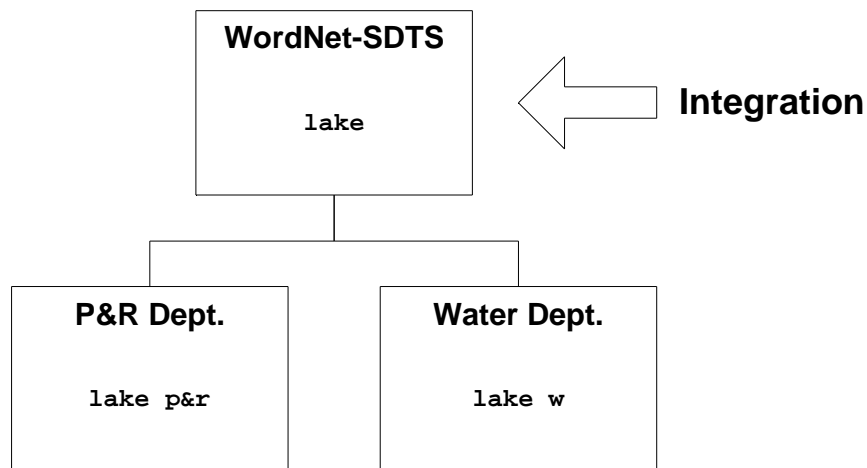 WordNet-SDTS
lake
Integration
P&R Dept.
lake p&r
Water Dept.
lake w